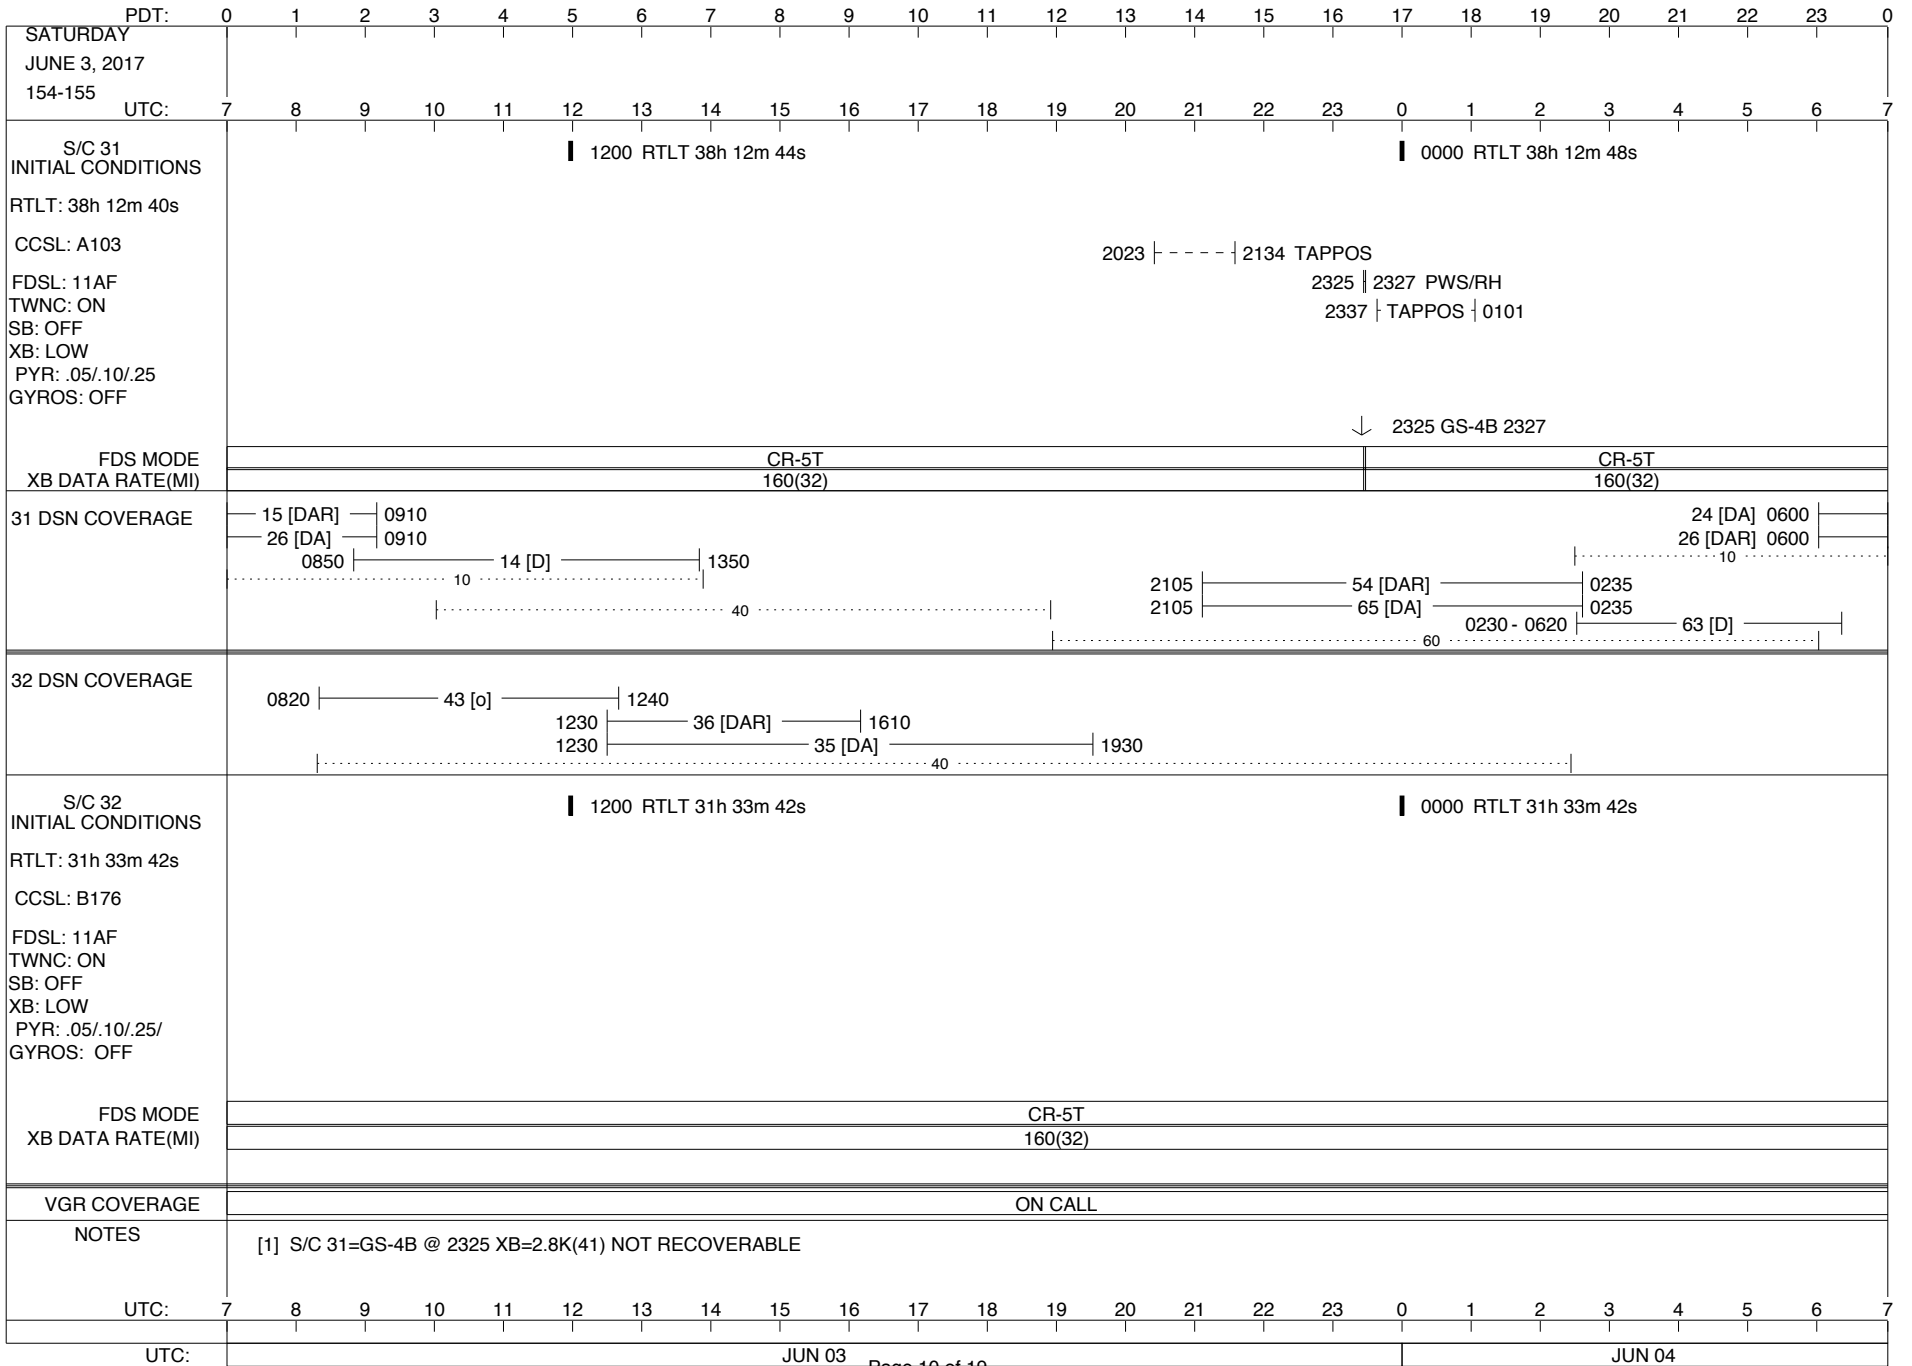 PDT: 0 1 2 3 4 5 6 7 8 9 10 11 12 13 14 15 16 17 18 19 20 21 22 23 0
SATURDAY
JUNE 3, 2017
154-155
UTC: 7 8 9 10 11 12 13 14 15 16 17 18 19 20 21 22 23 0 1 2 3 4 5 6 7
S/C 31
INITIAL CONDITIONS
1200 RTLT 38h 12m 44s
0000 RTLT 38h 12m 48s
RTLT: 38h 12m 40s
CCSL: A103
2023 2134 TAPPOS
FDSL: 11AF
2325 2327 PWS/RH
TWNC: ON
2337 TAPPOS 0101
SB: OFF
XB: LOW
PYR: .05/.10/.25
GYROS: OFF
2325 GS-4B 2327
FDS MODE CR-5T CR-5T
XB DATA RATE(MI) 160(32) 160(32)
31 DSN COVERAGE
15 [DAR] 0910 24 [DA] 0600
26 [DA] 0910 26 [DAR] 0600
0850 14 [D] 1350 10
10
2105 54 [DAR] 0235
40 2105 65 [DA] 0235
0230 - 0620 63 [D]
60
32 DSN COVERAGE
0820 43 [o] 1240
1230 36 [DAR] 1610
1230 35 [DA] 1930
40
S/C 32
INITIAL CONDITIONS
1200 RTLT 31h 33m 42s
0000 RTLT 31h 33m 42s
RTLT: 31h 33m 42s
CCSL: B176
FDSL: 11AF
TWNC: ON
SB: OFF
XB: LOW
PYR: .05/.10/.25/
GYROS: OFF
FDS MODE CR-5T
XB DATA RATE(MI) 160(32)
VGR COVERAGE ON CALL
NOTES
[1] S/C 31=GS-4B @ 2325 XB=2.8K(41) NOT RECOVERABLE
UTC: 7 8 9 10 11 12 13 14 15 16 17 18 19 20 21 22 23 0 1 2 3 4 5 6 7
UTC: JUN 03 JUN 04